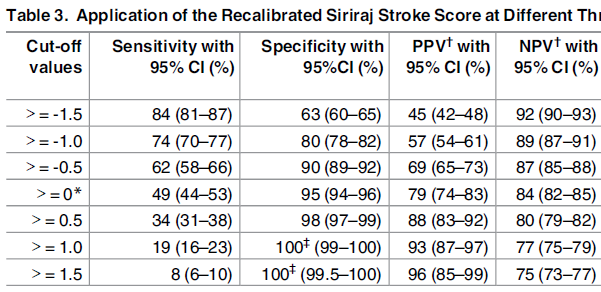 Table 3. Application of the Recalibrated Siriraj Stroke Score at Different
Cut-off values Sensitivity with 95% CI (%) Specificity with 95%CI (%) PPV† with 95% CI (%) NPV† with 95% CI (%)
>= -1.5 84 (81–87) 63 (60–65) 45 (42–48) 92 (90–93)
>= -1.0 74 (70–77) 80 (78–82) 57 (54–61) 89 (87–91)
>= -0.5 62 (58–66) 90 (89–92) 69 (65–73) 87 (85–88)
>=0* 49 (44–53) 95 (94–96) 79 (74–83) 84 (82–85)
>= 0.5 34 (31–38) 98 (97–99) 88 (83–92) 80 (79–82)
>= 1.0 19 (16–23) 100‡ (99–100) 93 (87–97) 77 (75–79)
>= 1.5 8 (6–10) 100‡ (99.5–100) 96 (85–99) 75 (73–77)